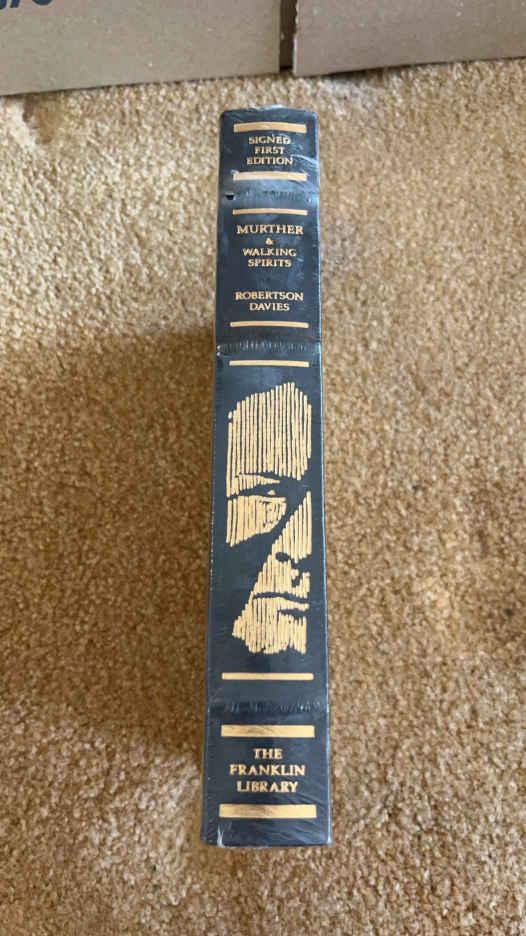 SIGNED
FIRST
EDITION
MURTHER
&
WALKING
SPIRITS
ROBERTSON
DAVIES
THE
FRANKLIN
LIBRARY